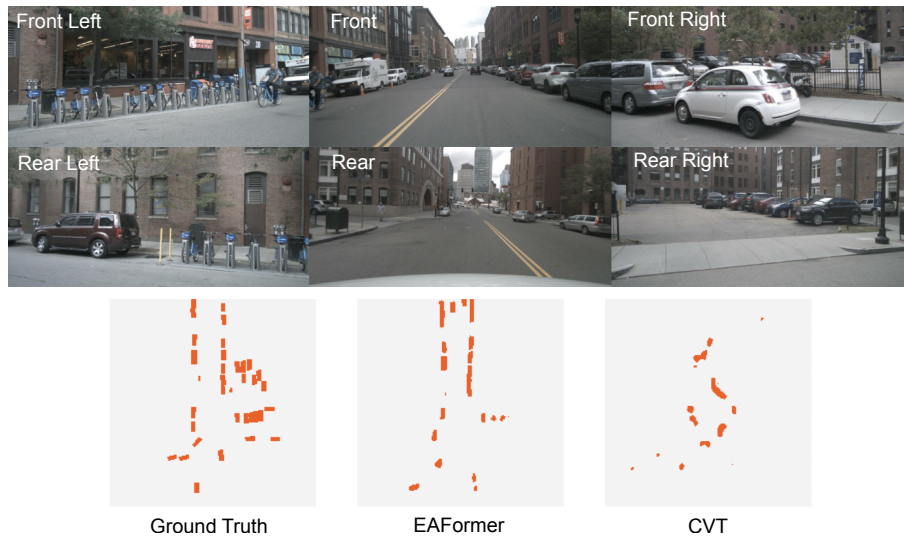 Front Left
Front
Front Right
Rear Left
Rear
Rear Right
Ground Truth
EAFormer
CVT